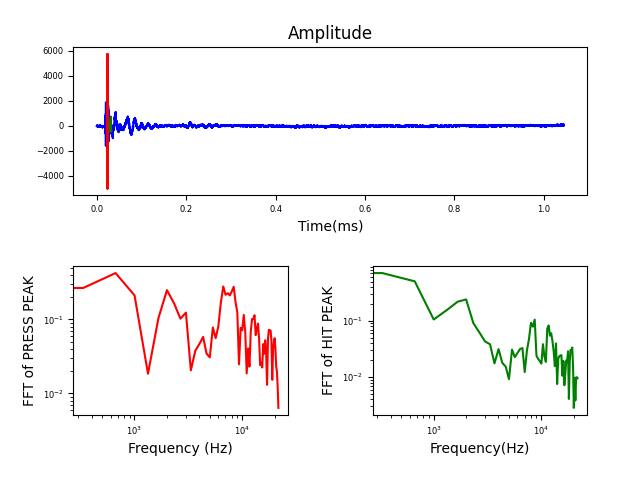 Amplitude
6000
4000
2000
0
−2000
−4000
0.0 0.2 0.4 0.6 0.8 1.0
Time(ms)
FFT of PRESS PEAK
10⁻¹
10⁻²
10³ 10⁴
Frequency (Hz)
FFT of HIT PEAK
10⁻¹
10⁻²
10³ 10⁴
Frequency(Hz)